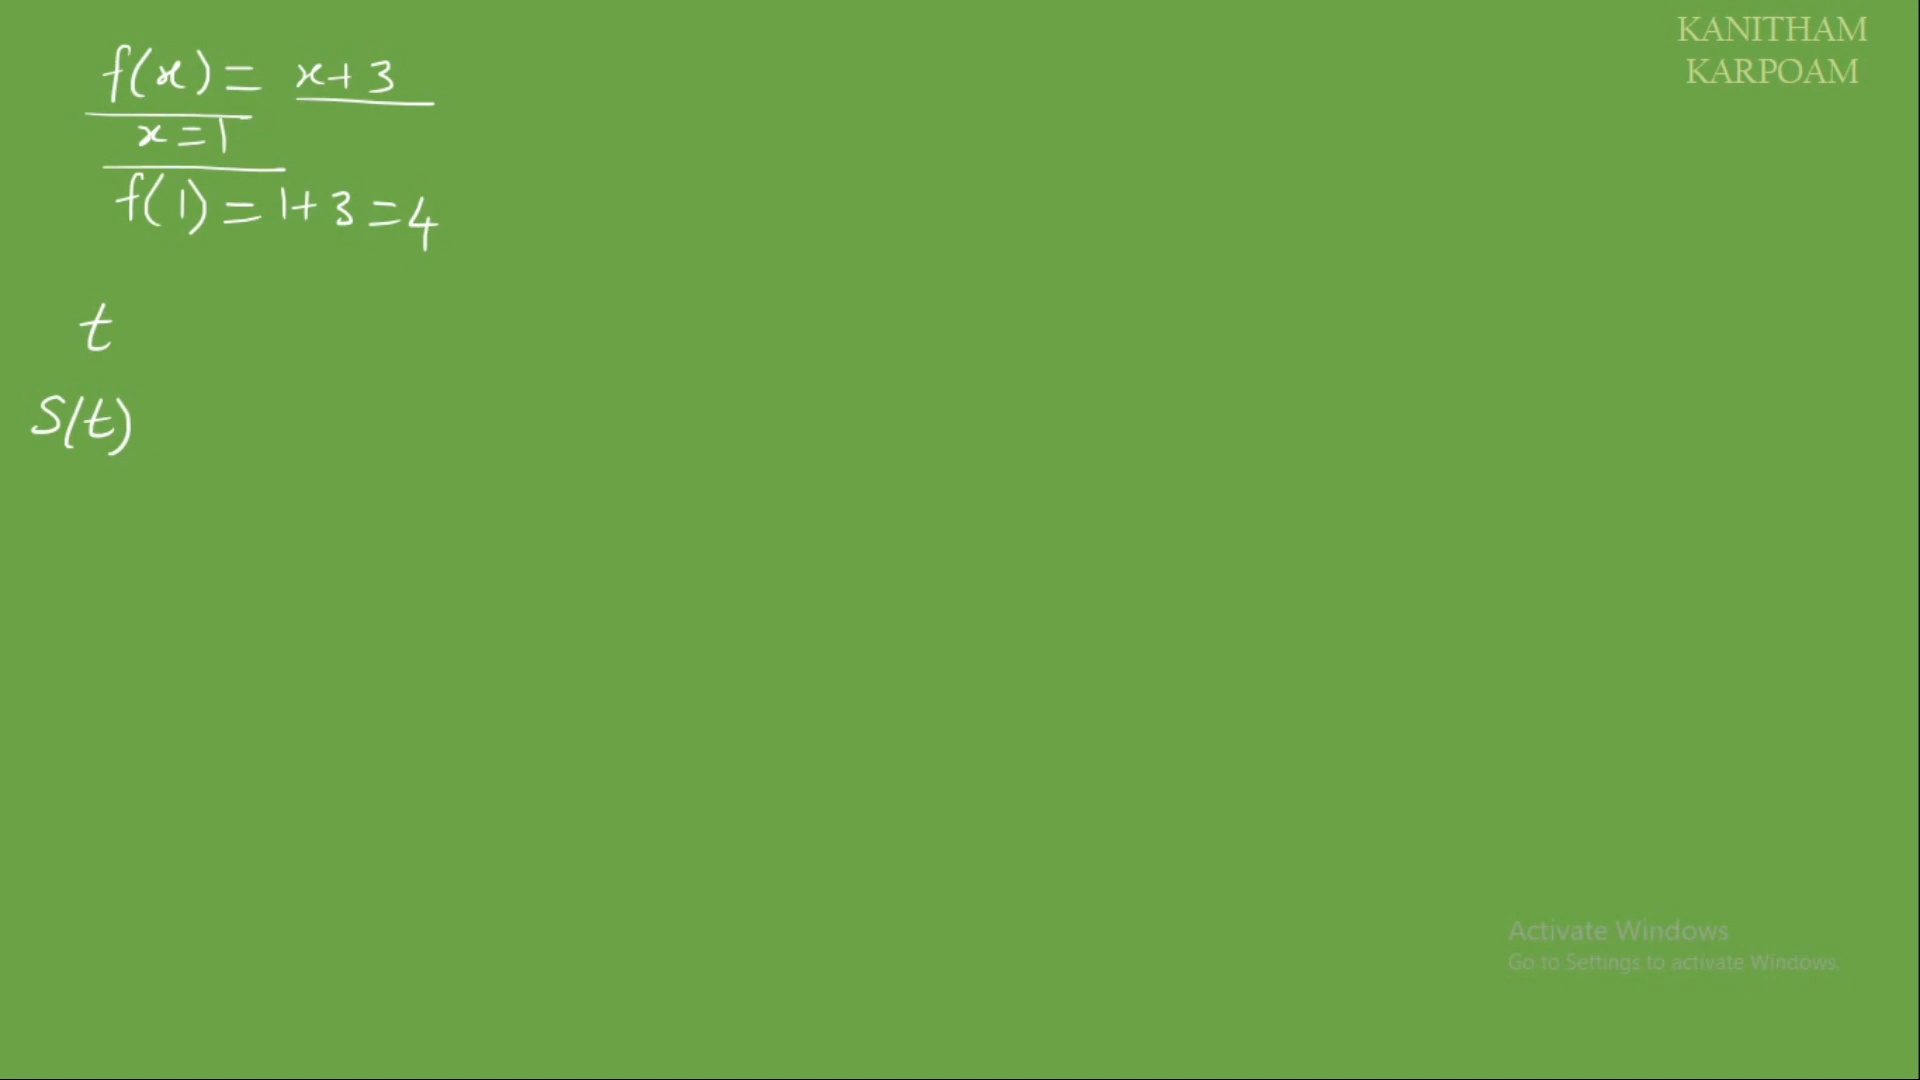 f(x) = x+3
x=1
f(1) = 1+3 =4
t
S(t)
KANITHAM
KARPOAM
Activate Windows
Go to Settings to activate Windows.